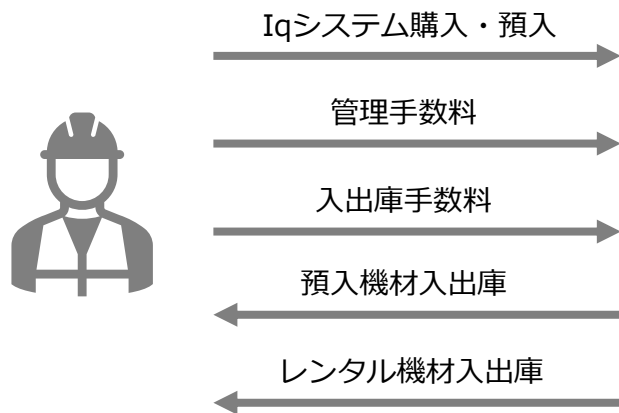 Iqシステム購入・預入
管理手数料
入出庫手数料
預入機材入出庫
レンタル機材入出庫